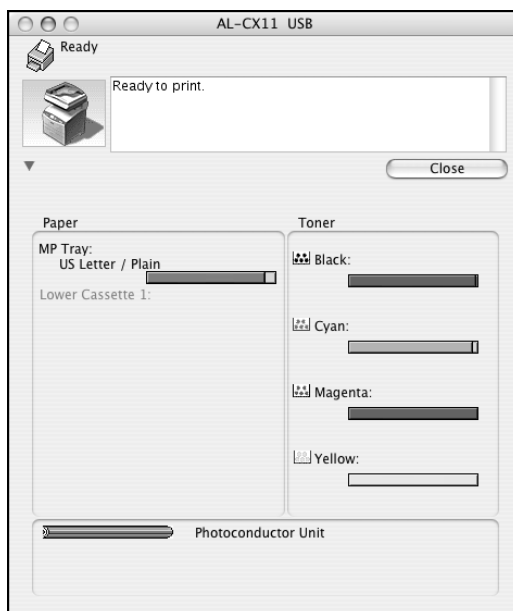 AL-CX11 USB
Ready
Ready to print.
Close
Paper
MP Tray:
US Letter / Plain
Lower Cassette 1:
Toner
Black:
Cyan:
Magenta:
Yellow:
Photoconductor Unit